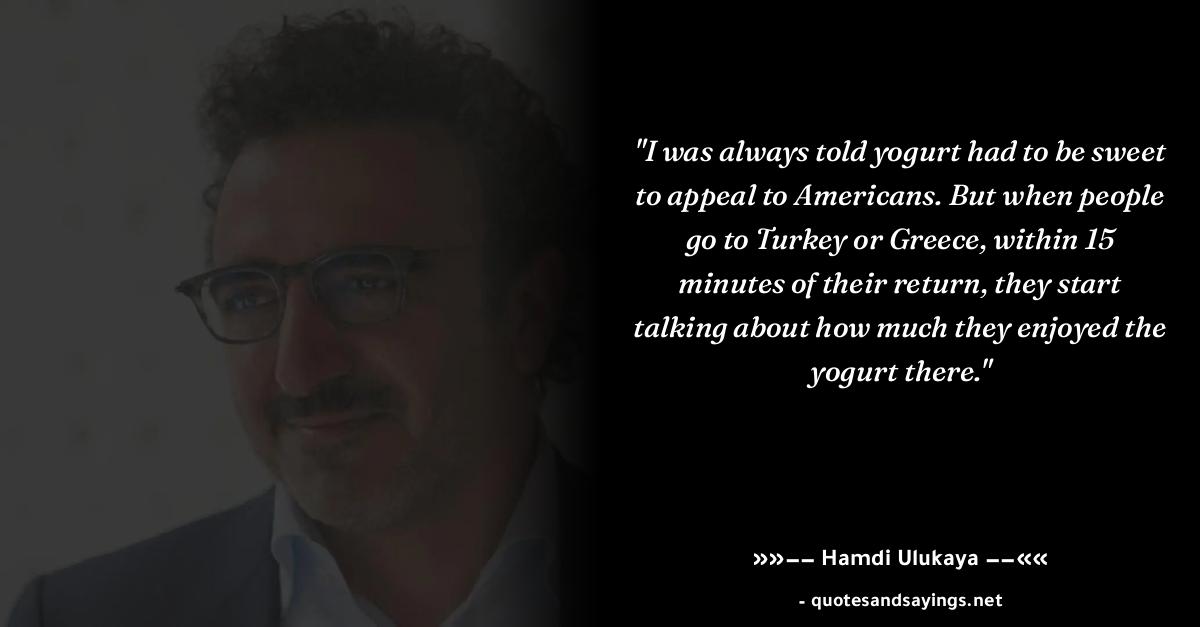 "I was always told yogurt had to be sweet
to appeal to Americans. But when people
go to Turkey or Greece, within 15
minutes of their return, they start
talking about how much they enjoyed the
yogurt there."
»»−− Hamdi Ulukaya −−««
- quotesandsayings.net